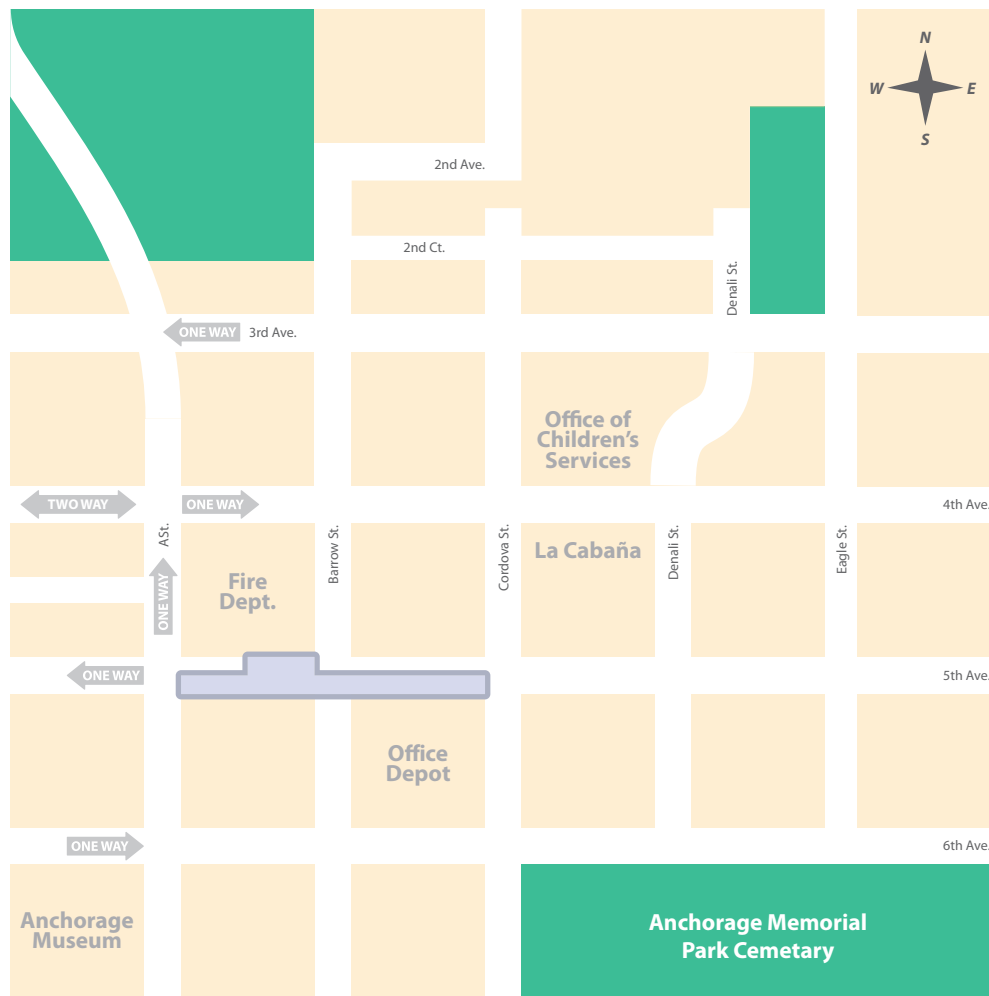 N
W
E
S
2nd Ave.
2nd Ct.
Denali St.
ONE WAY
3rd Ave.
Office of
Children's
Services
TWO WAY
ONE WAY
4th Ave.
A St.
Barrow St.
Cordova St.
La Cabaña
Denali St.
Eagle St.
Fire
Dept.
ONE WAY
ONE WAY
5th Ave.
Office
Depot
ONE WAY
6th Ave.
Anchorage
Museum
Anchorage Memorial
Park Cemetary